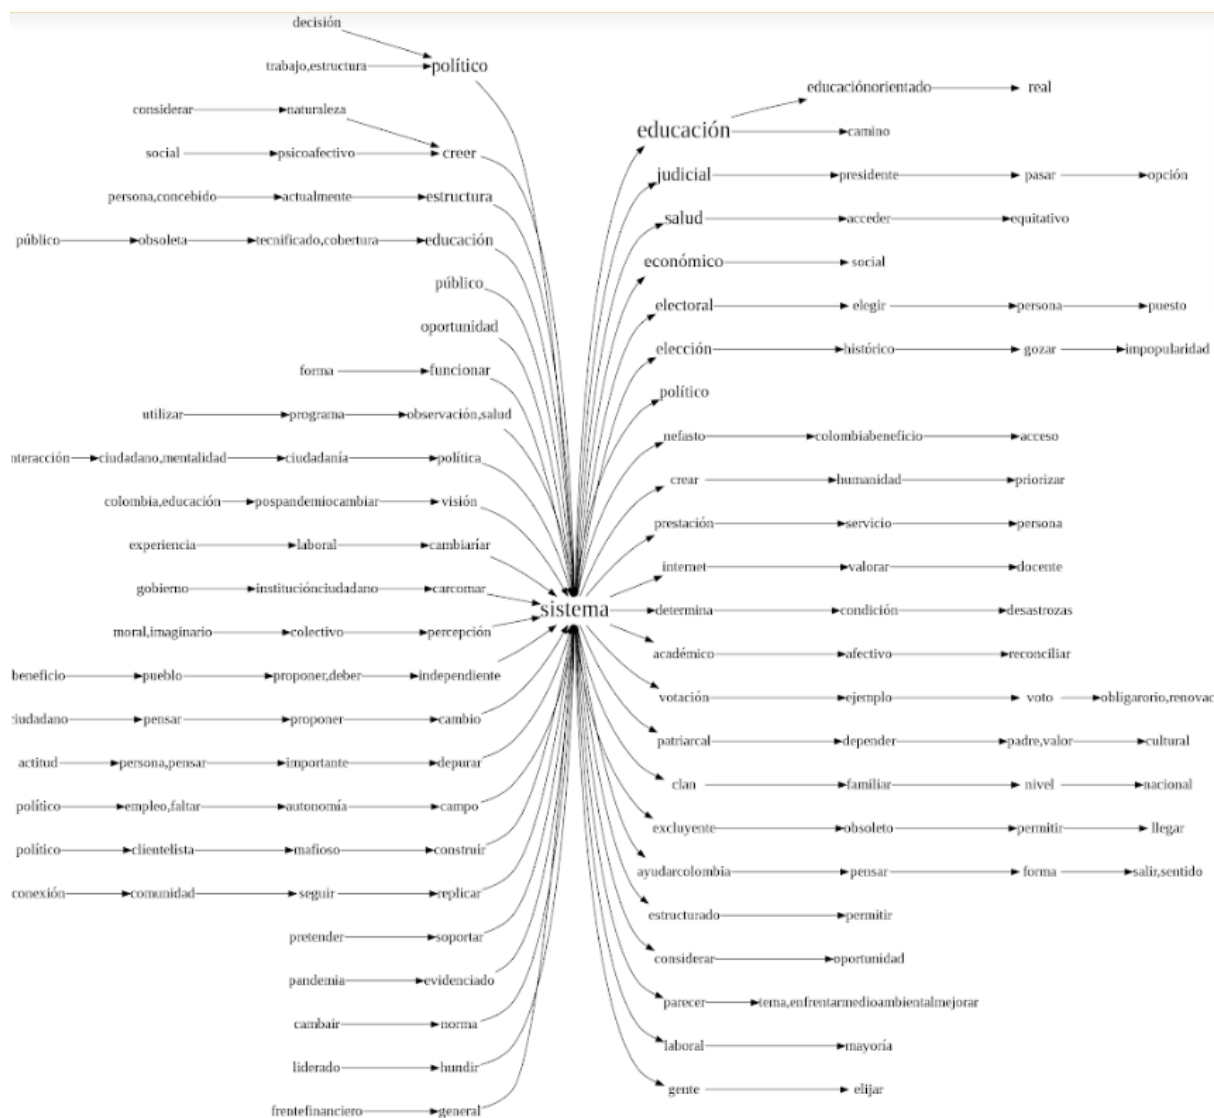 decisión
trabajo,estructura político
educaciónorientado real
considerar naturaleza
educación camino
social psicoafectivo creer
judicial presidente pasar opción
persona,concebido actualmente estructura
salud acceder equitativo
público obsoleta tecnificado,cobertura educación
económico social
público
electoral elegir persona puesto
oportunidad
elección histórico gozar impopularidad
forma funcionar
político
utilizar programa observación,salud
nefasto colombiabeneficio acceso
nteracción ciudadano,mentalidad ciudadanía política
crear humanidad priorizar
colombia,educación pospandemiocambiar visión
prestación servicio persona
experiencia laboral cambiaríar
internet valorar docente
gobierno institucióncíudadano carcomar
sistema determina condición desastrozas
moral,imaginario colectivo percepción
académico afectivo reconciliar
beneficio pueblo proponer,deber independiente
votación ejemplo voto obligarorio,renovac
iudadano pensar proponer cambio
patriarcal depender padre,valor cultural
actitud persona,pensar importante depurar
clan familiar nivel nacional
político empleo,faltar autonomía campo
excluyente obsoleto permitir llegar
político clientelista mafioso construir
ayudarcolombia pensar forma salir,sentido
conexión comunidad seguir replicar
estructurado permitir
pretender soportar
considerar oportunidad
pandemia evidenciado
parecer tema,enfrentarmedioambientalmejorar
cambair norma
laboral mayoría
liderado hundir
gente elijar
frentefinanciero general